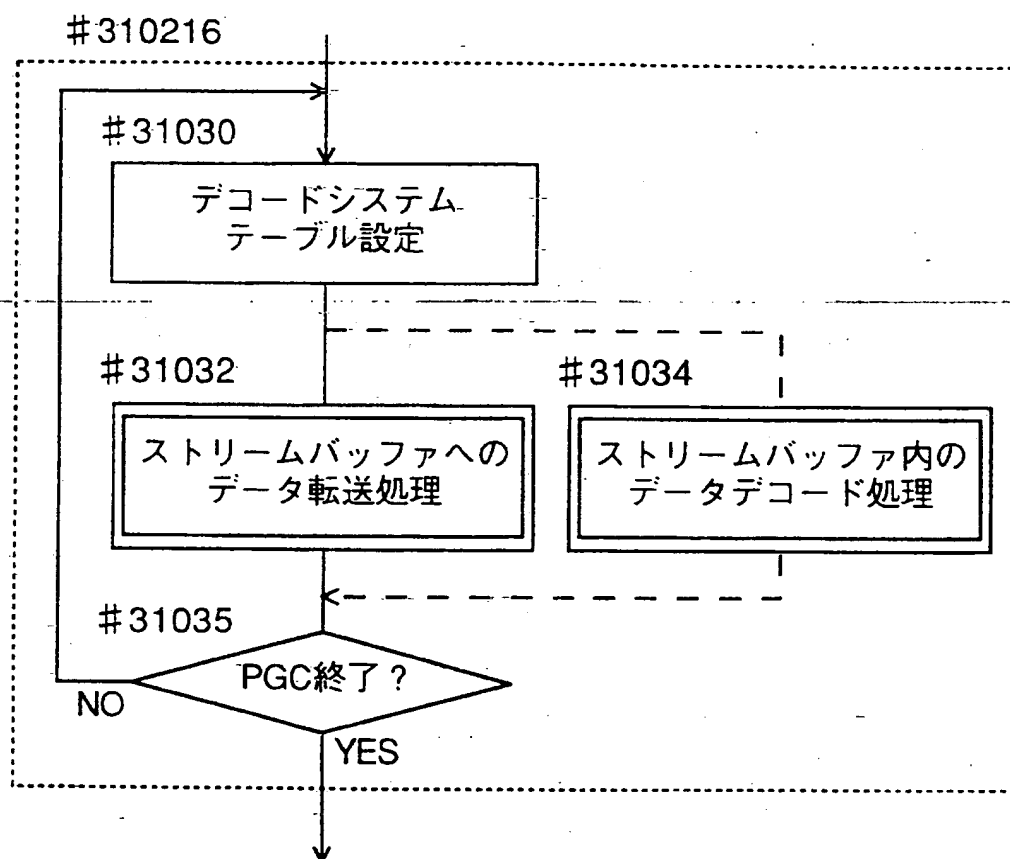 #310216
#31030
デコードシステム
テーブル設定
#31032
#31034
ストリームバッファへの
データ転送処理
ストリームバッファ内の
データデコード処理
#31035
PGC終了？
NO
YES